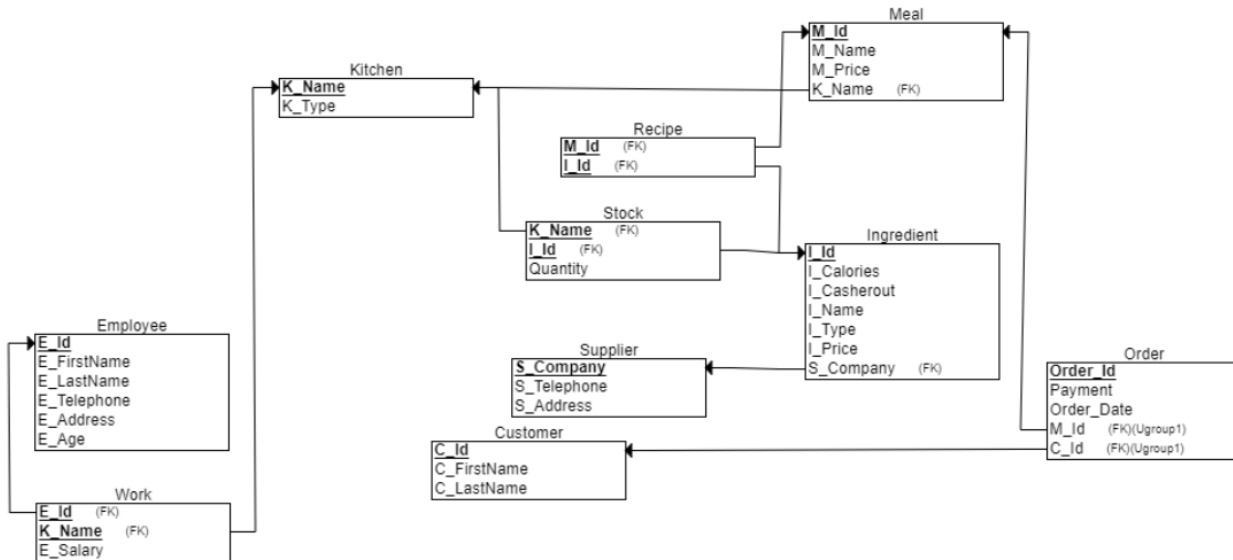 Meal
M_Id
M_Name
M_Price
K_Name (FK)
Kitchen
K_Name
K_Type
Recipe
M_Id (FK)
I_Id (FK)
Stock
K_Name (FK)
I_Id (FK)
Quantity
Ingredient
I_Id
I_Calories
I_Casherout
I_Name
I_Type
I_Price
S_Company (FK)
Employee
E_Id
E_FirstName
E_LastName
E_Telephone
E_Address
E_Age
Supplier
S_Company
S_Telephone
S_Address
Order
Order_Id
Payment
Order_Date
M_Id (FK)(Ugroup1)
C_Id (FK)(Ugroup1)
Customer
C_Id
C_FirstName
C_LastName
Work
E_Id (FK)
K_Name (FK)
E_Salary